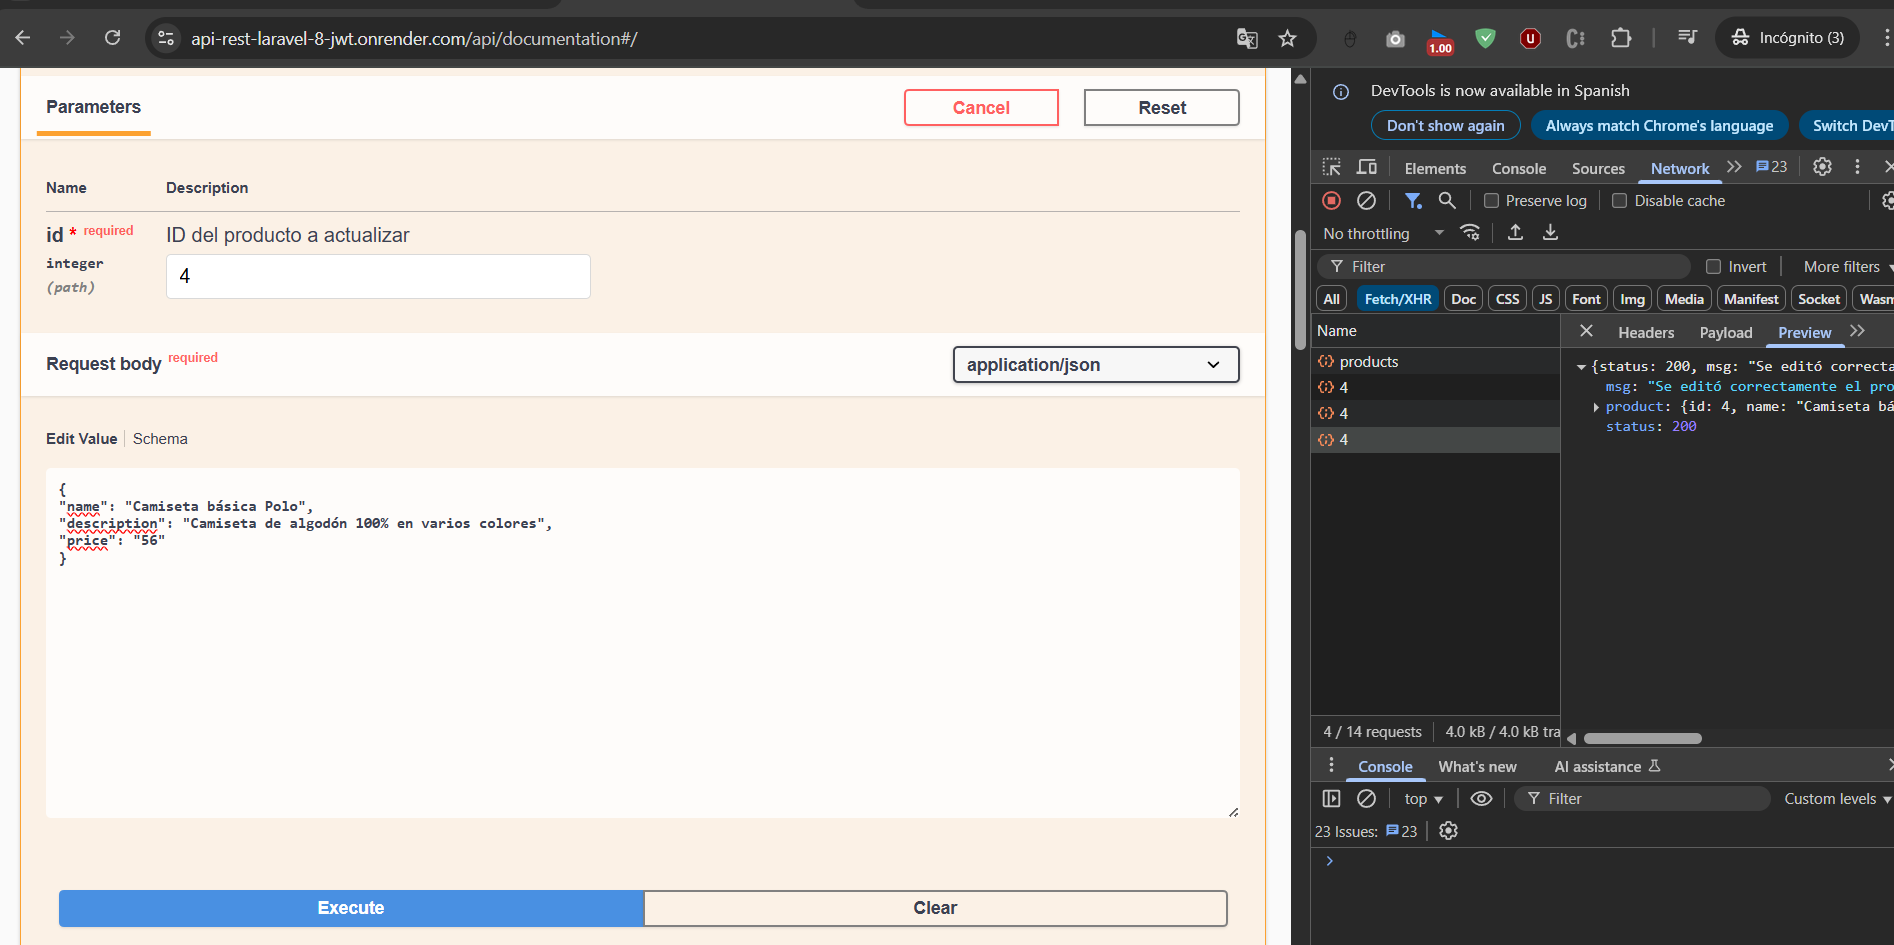 api-rest-laravel-8-jwt.onrender.com/api/documentation#/
1.00
Incógnito (3)
Parameters
Cancel
Reset
Name
Description
id * required
integer
(path)
ID del producto a actualizar
4
Request body required
application/json
Edit Value
Schema
{
"name": "Camiseta básica Polo",
"description": "Camiseta de algodón 100% en varios colores",
"price": "56"
}
Execute
Clear
DevTools is now available in Spanish
Don't show again
Always match Chrome's language
Switch DevT
Elements
Console
Sources
Network
23
Preserve log
Disable cache
No throttling
Filter
Invert
More filters
All
Fetch/XHR
Doc
CSS
JS
Font
Img
Media
Manifest
Socket
Wasm
Name
Headers
Payload
Preview
products
4
4
4
{status: 200, msg: "Se editó correcta
msg: "Se editó correctamente el pro
product: {id: 4, name: "Camiseta bá
status: 200
4 / 14 requests
4.0 kB / 4.0 kB tra
Console
What's new
AI assistance
top
Filter
Custom levels
23 Issues:
23